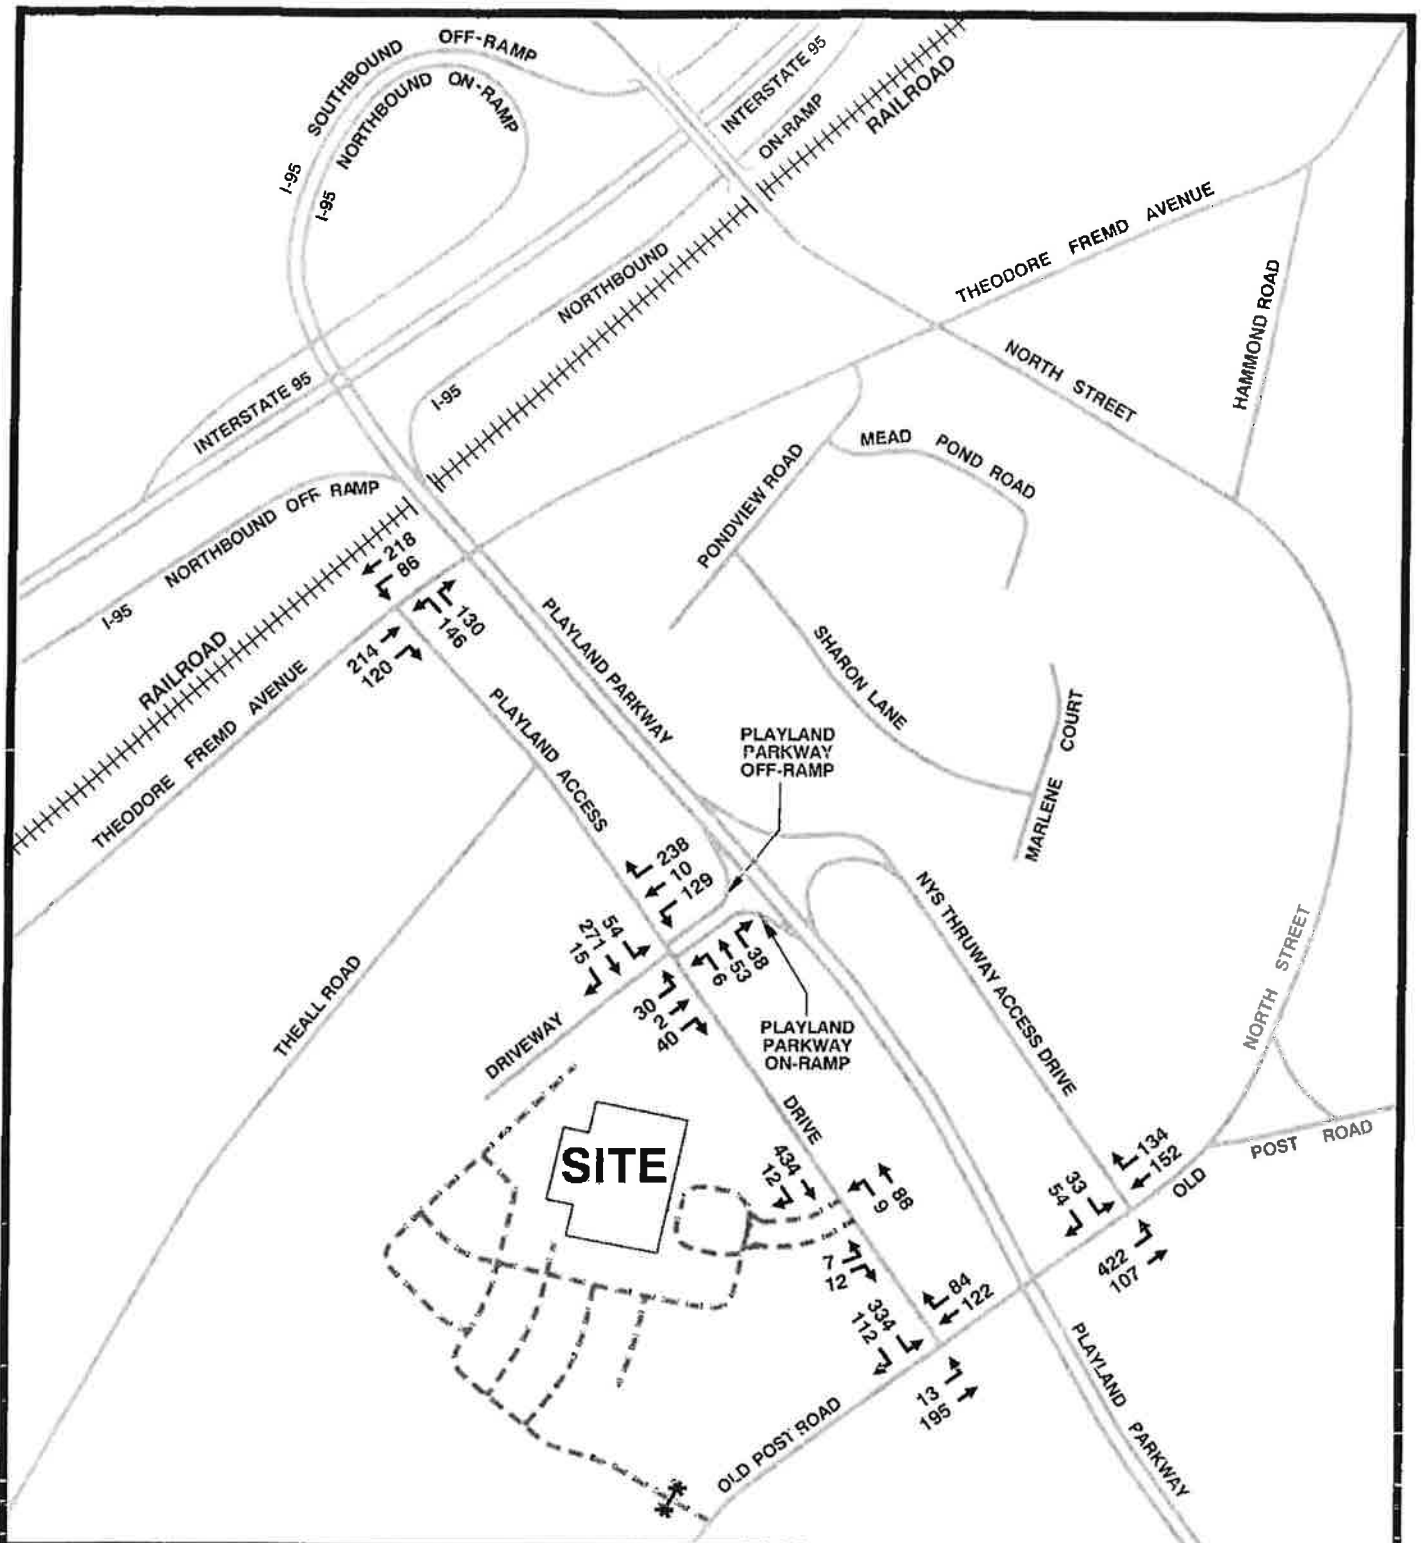 OFF-RAMP
SOUTHBOUND
I-95
NORTHBOUND ON-RAMP
I-95
INTERSTATE 95
ON-RAMP
RAILROAD
THEODORE FREMD AVENUE
HAMMOND ROAD
NORTHBOUND
I-95
INTERSTATE 95
NORTH STREET
MEAD POND ROAD
PONDVIEW ROAD
I-95 NORTHBOUND OFF RAMP
218
86
130
146
214
120
RAILROAD
THEODORE FREMD AVENUE
PLAYLAND PARKWAY
SHARON LANE
MARLENE COURT
PLAYLAND ACCESS
PLAYLAND
PARKWAY
OFF-RAMP
238
10
129
54
271
15
38
53
6
30
2
40
NYS THRUWAY ACCESS DRIVE
NORTH STREET
THEALL ROAD
DRIVEWAY
PLAYLAND
PARKWAY
ON-RAMP
DRIVE
SITE
434
12
88
9
7
12
134
152
33
54
422
107
OLD
POST ROAD
84
122
334
112
13
195
OLD POST ROAD
PLAYLAND PARKWAY